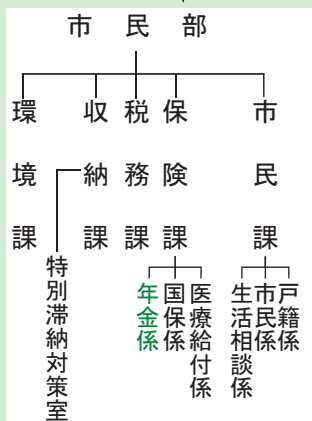 市民部
市民課
戸籍係
市民係
生活相談係
保険課
医療給付係
国保係
年金係
税務課
収納課
特別滞納対策室
環境課